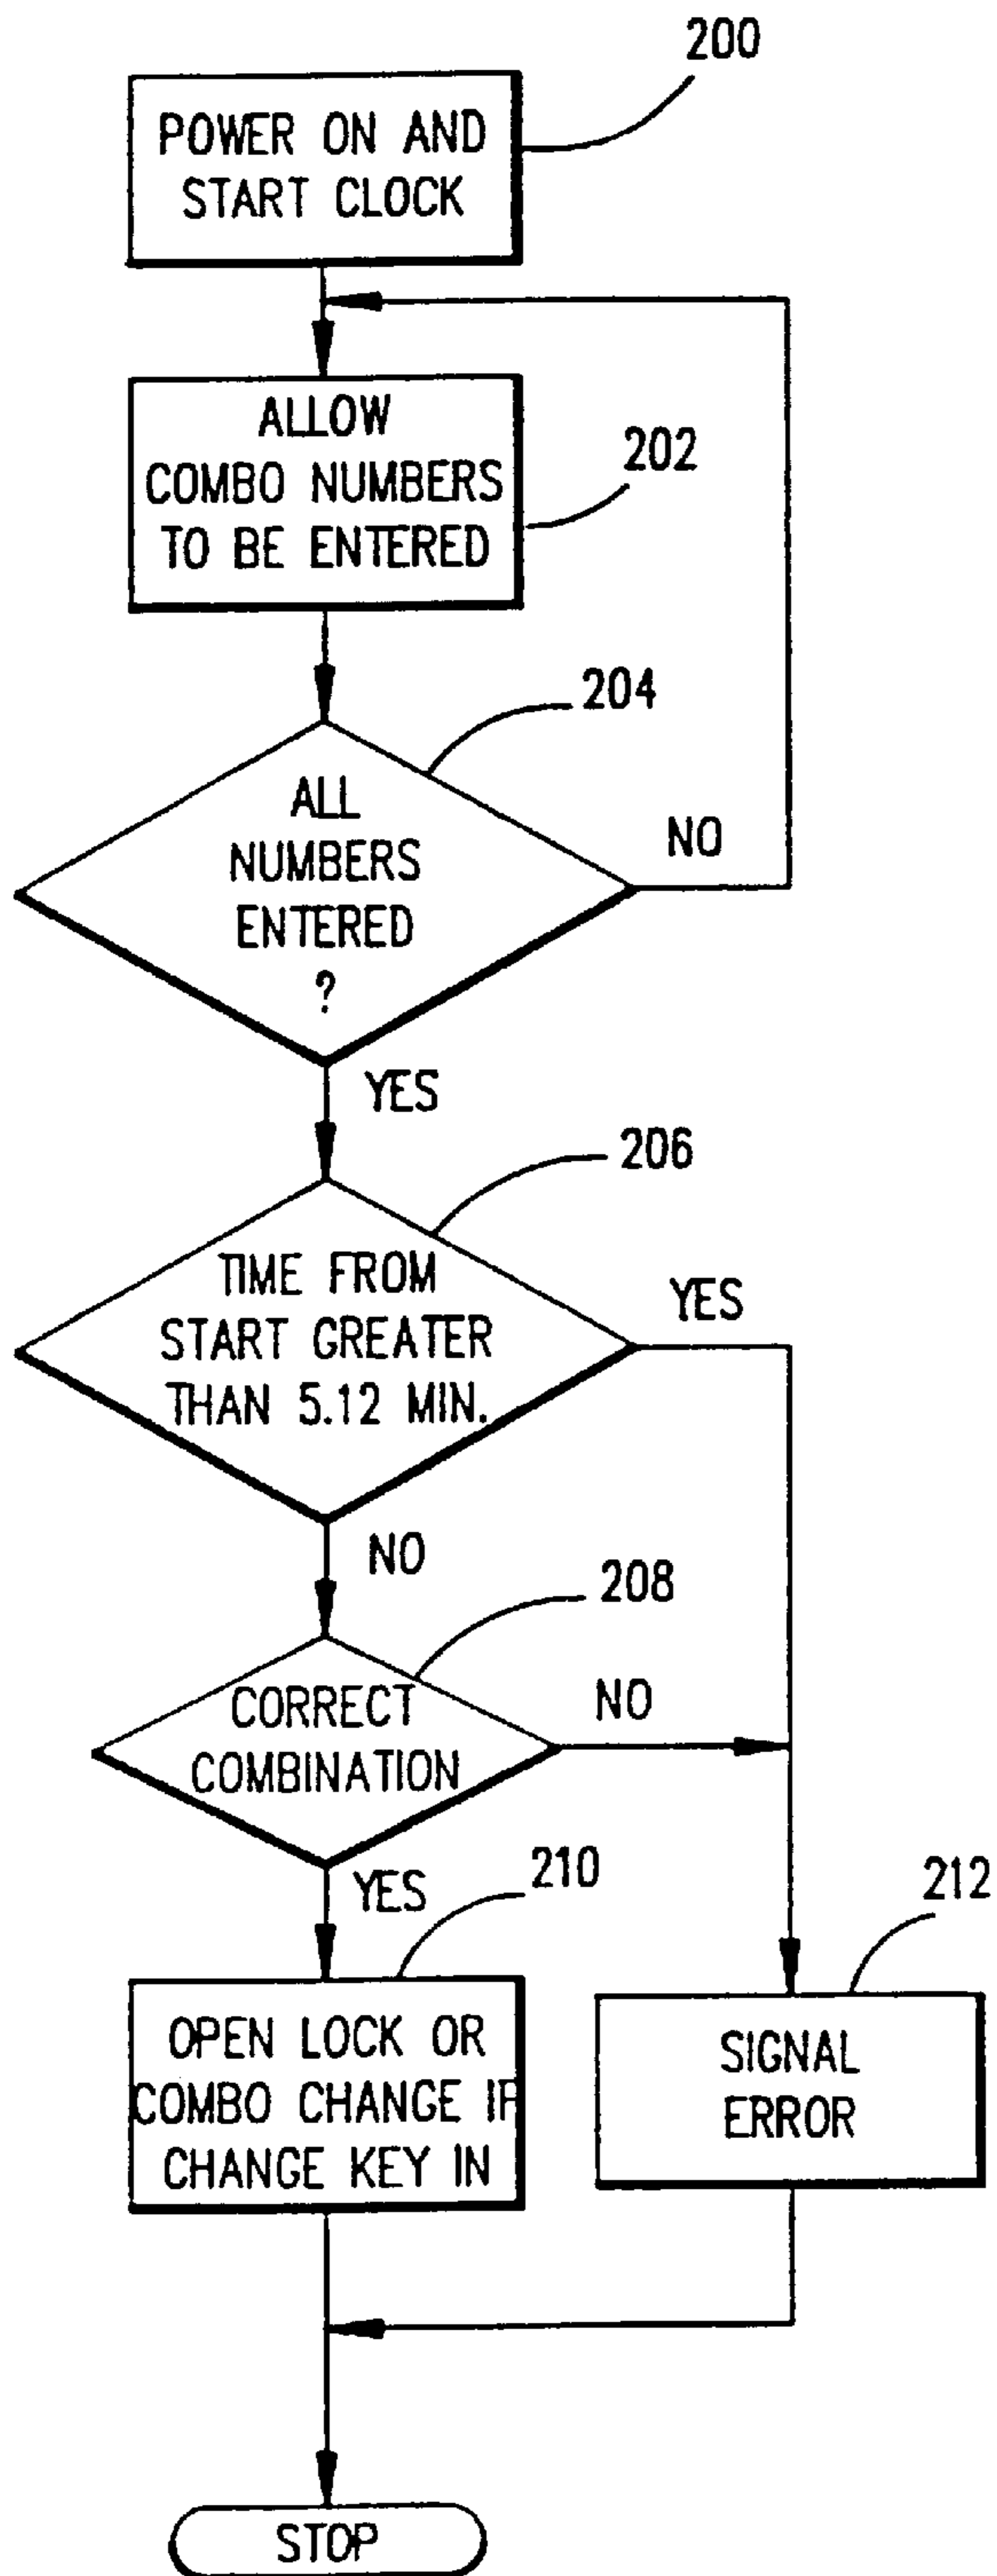 200
POWER ON AND
START CLOCK
ALLOW
COMBO NUMBERS
TO BE ENTERED
202
204
ALL
NUMBERS
ENTERED
?
NO
YES
206
TIME FROM
START GREATER
THAN 5.12 MIN.
YES
NO
208
CORRECT
COMBINATION
NO
YES
210
212
OPEN LOCK OR
COMBO CHANGE IF
CHANGE KEY IN
SIGNAL
ERROR
STOP